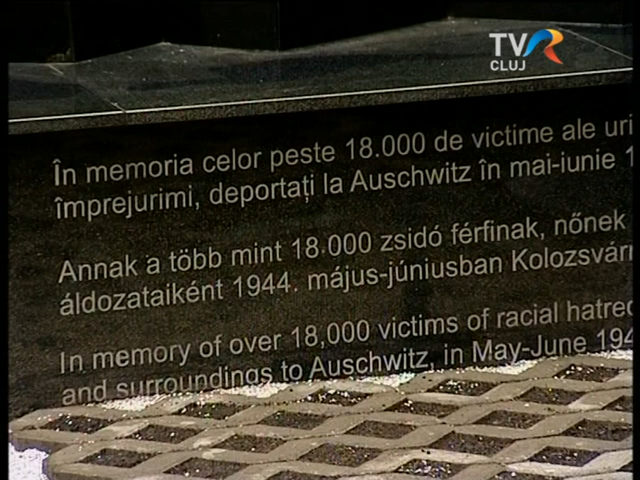 TVR
CLUJ
În memoria celor peste 18.000 de victime ale uri
împrejurimi, deportați la Auschwitz în mai-iunie 1
Annak a több mint 18.000 zsidó férfinak, nőnek
áldozataiként 1944. május-júniusban Kolozsvár
In memory of over 18,000 victims of racial hatred
and surroundings to Auschwitz, in May-June 194